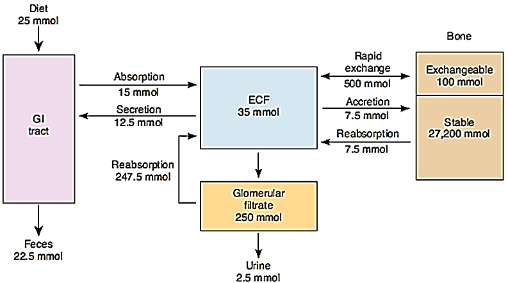 Diet
25 mmol
Bone
Absorption
15 mmol
Rapid
exchange
500 mmol
Exchangeable
100 mmol
GI
tract
Secretion
12.5 mmol
ECF
35 mmol
Accretion
7.5 mmol
Stable
27,200 mmol
Reabsorption
7.5 mmol
Reabsorption
247.5 mmol
Glomerular
filtrate
250 mmol
Feces
22.5 mmol
Urine
2.5 mmol